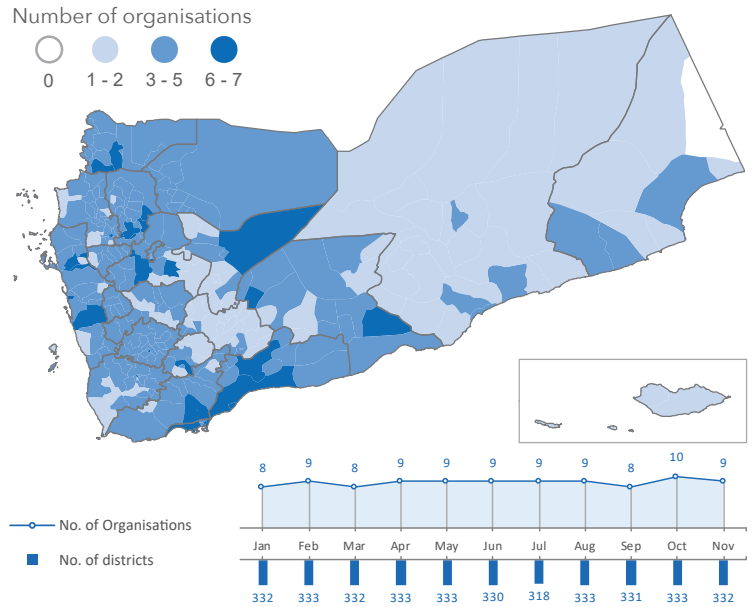 Number of organisations
0 1 - 2 3 - 5 6 - 7
8 9 8 9 9 9 9 9 8 10 9
No. of Organisations
Jan Feb Mar Apr May Jun Jul Aug Sep Oct Nov
No. of districts
332 333 332 333 333 330 318 333 331 333 332